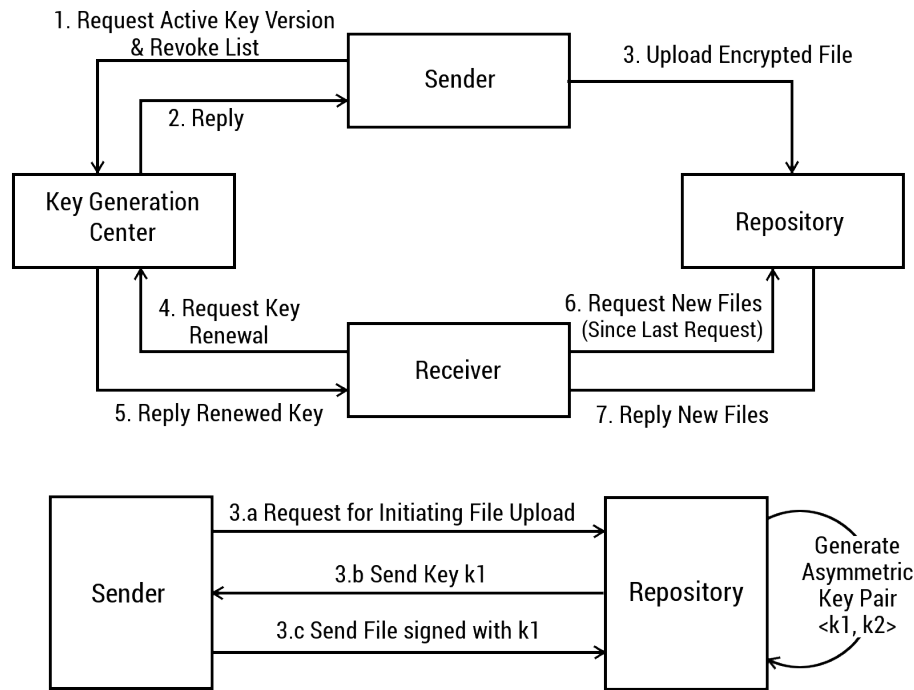 1. Request Active Key Version
& Revoke List
Sender
3. Upload Encrypted File
2. Reply
Key Generation
Center
Repository
4. Request Key
Renewal
6. Request New Files
(Since Last Request)
Receiver
5. Reply Renewed Key
7. Reply New Files
3.a Request for Initiating File Upload
Generate
Asymmetric
Key Pair
<k1, k2>
3.b Send Key k1
Sender
Repository
3.c Send File signed with k1